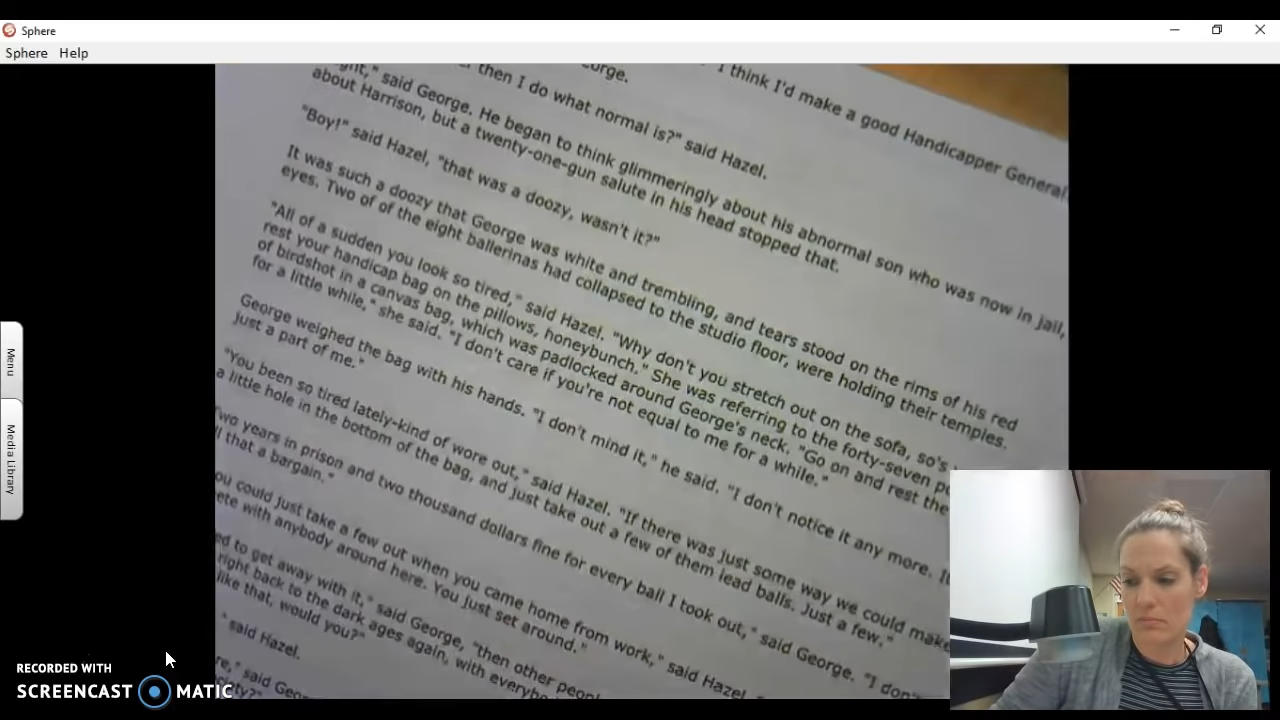 Sphere
Sphere Help
I think I'd make a good Handicapper General
then I do what normal is?" said Hazel.
said George. He began to think glimmeringly about his abnormal son who was now in jail,
about Harrison, but a twenty-one-gun salute in his head stopped that.
"Boy!" said Hazel, "that was a doozy, wasn't it?"
It was such a doozy that George was white and trembling, and tears stood on the rims of his red
eyes. Two of of the eight ballerinas had collapsed to the studio floor, were holding their temples.
"All of a sudden you look so tired," said Hazel. "Why don't you stretch out on the sofa, so's
rest your handicap bag on the pillows, honeybunch." She was referring to the forty-seven
of birdshot in a canvas bag, which was padlocked around George's neck. "Go on and rest the
for a little while," she said. "I don't care if you're not equal to me for a while."
George weighed the bag with his hands. "I don't mind it," he said. "I don't notice it any more.
just a part of me."
"You been so tired lately-kind of wore out," said Hazel. "If there was just some way we could make
a little hole in the bottom of the bag, and just take out a few of them lead balls. Just a few."
years in prison and two thousand dollars fine for every ball I took out," said George. "I
that a bargain."
could just take a few out when you came home from work," said Hazel.
with anybody around here. You just set around."
to get away with it," said George, "then other
right back to the dark ages again, with
like that, would you?"
" said Hazel.
" said
Menu
Media Library
RECORDED WITH
SCREENCAST MATIC